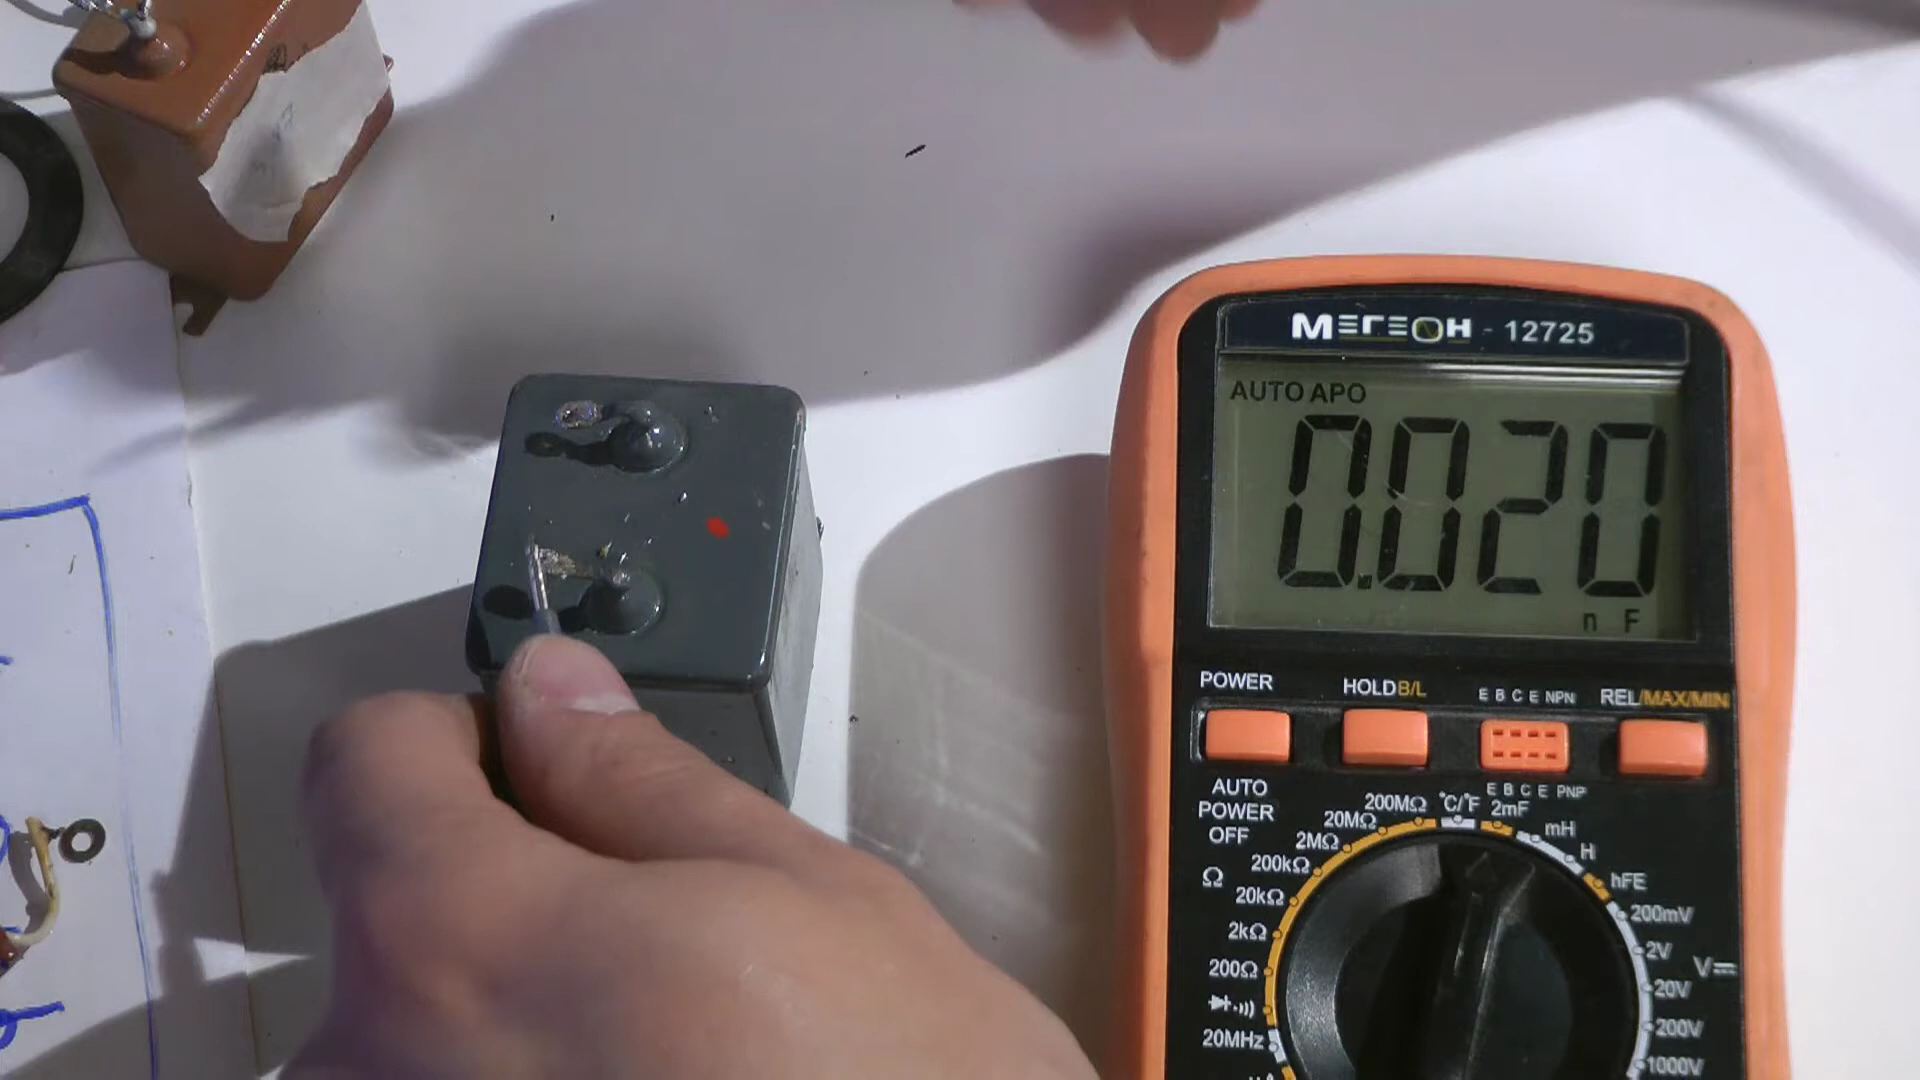 МЕГЕОН - 12725
AUTO APO
0.020
n F
POWER
HOLD B/L
E B C E NPN
REL/MAX/MIN
AUTO
POWER
OFF
E B C E PNP
200MΩ
°C/°F
2mF
20MΩ
mH
2MΩ
H
200kΩ
hFE
Ω
20kΩ
200mV
2kΩ
2V
V
200Ω
20V
200V
20MHz
1000V